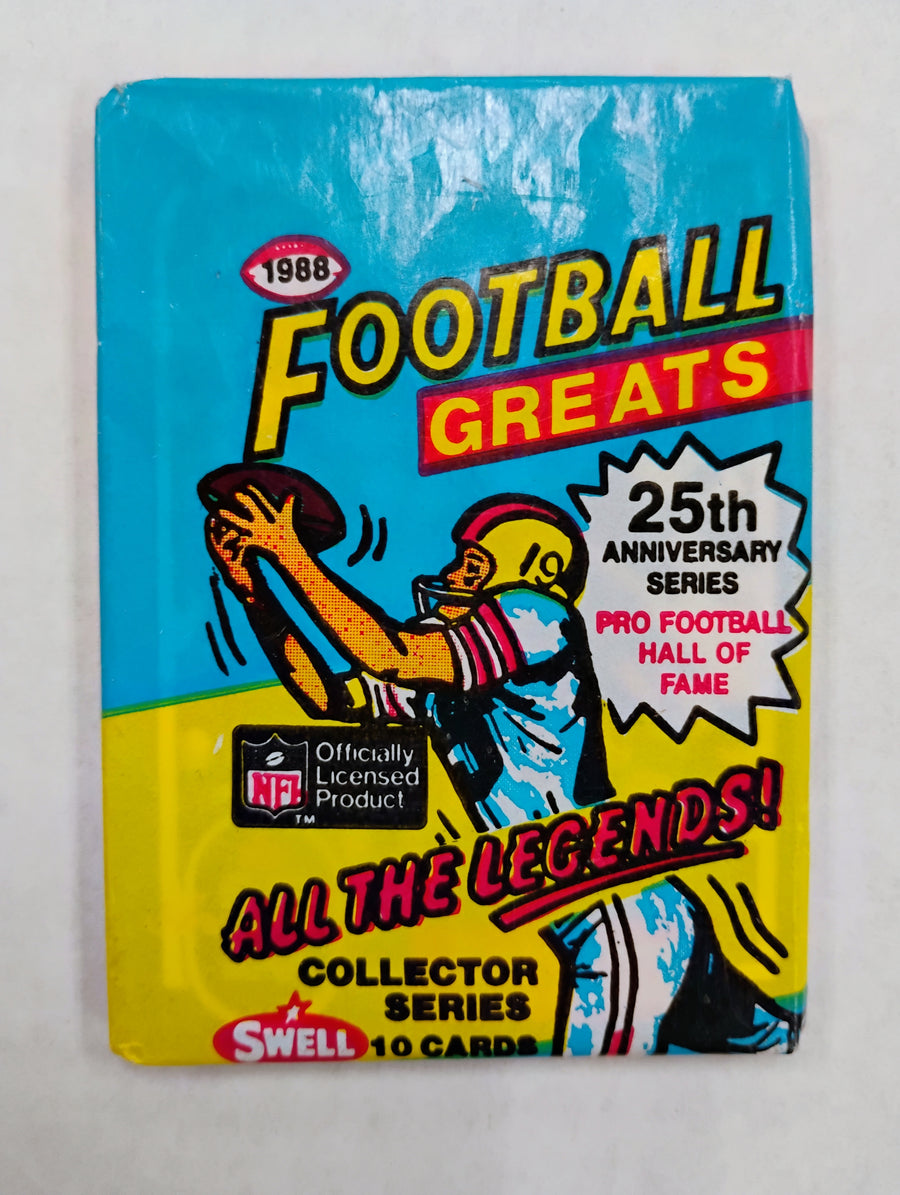 1988
FOOTBALL
GREATS
25th
ANNIVERSARY
SERIES
PRO FOOTBALL
HALL OF
FAME
19
NFL
Officially
Licensed
Product
TM
ALL THE LEGENDS!
COLLECTOR
SERIES
SWELL
10 CARDS